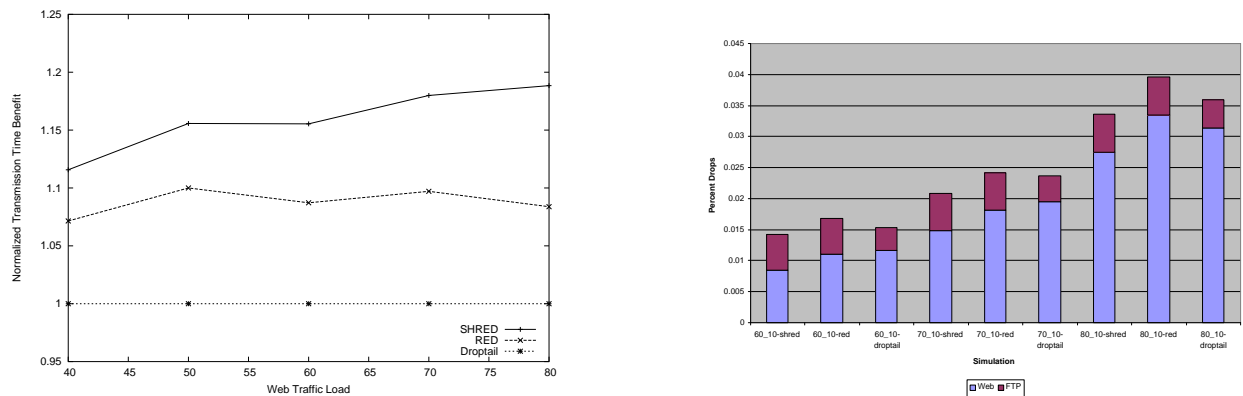 1.25
1.2
1.15
1.1
1.05
1
0.95
Normalized Transmission Time Benefit
SHRED
RED
Droptail
40 45 50 55 60 65 70 75 80
Web Traffic Load
0.045
0.04
0.035
0.03
0.025
0.02
0.015
0.01
0.005
0
Percent Drops
60_10-shred 60_10-red 60_10-droptail 70_10-shred 70_10-red 70_10-droptail 80_10-shred 80_10-red 80_10-droptail
Simulation
Web FTP